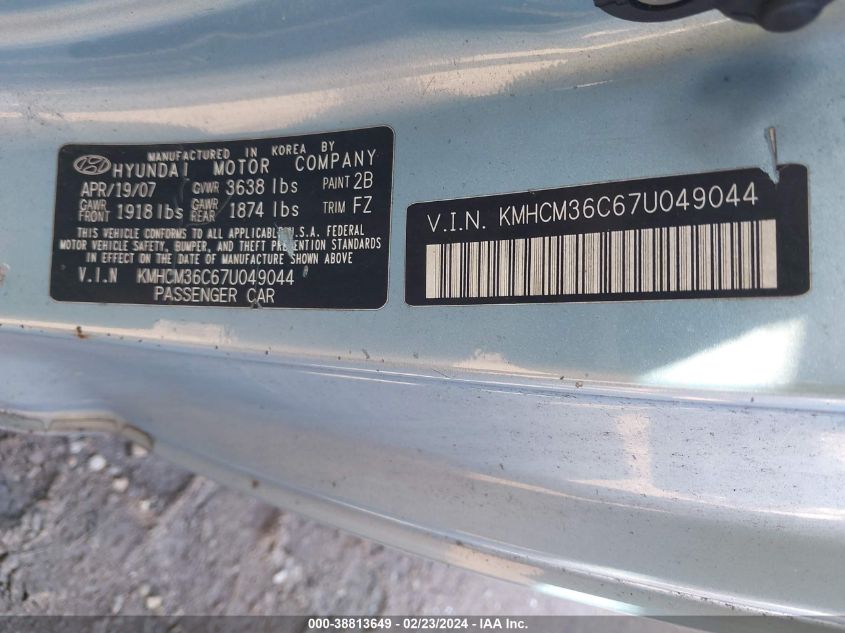 MANUFACTURED IN KOREA BY
HYUNDAI MOTOR COMPANY
APR/19/07 GVWR 3638 lbs PAINT 2B
GAWR FRONT 1918 lbs GAWR REAR 1874 lbs TRIM FZ
THIS VEHICLE CONFORMS TO ALL APPLICABLE U.S.A. FEDERAL
MOTOR VEHICLE SAFETY, BUMPER, AND THEFT PREVENTION STANDARDS
IN EFFECT ON THE DATE OF MANUFACTURE SHOWN ABOVE
V.I.N KMHCM36C67U049044
PASSENGER CAR
V.I.N. KMHCM36C67U049044
000-38813649 - 02/23/2024 - IAA Inc.